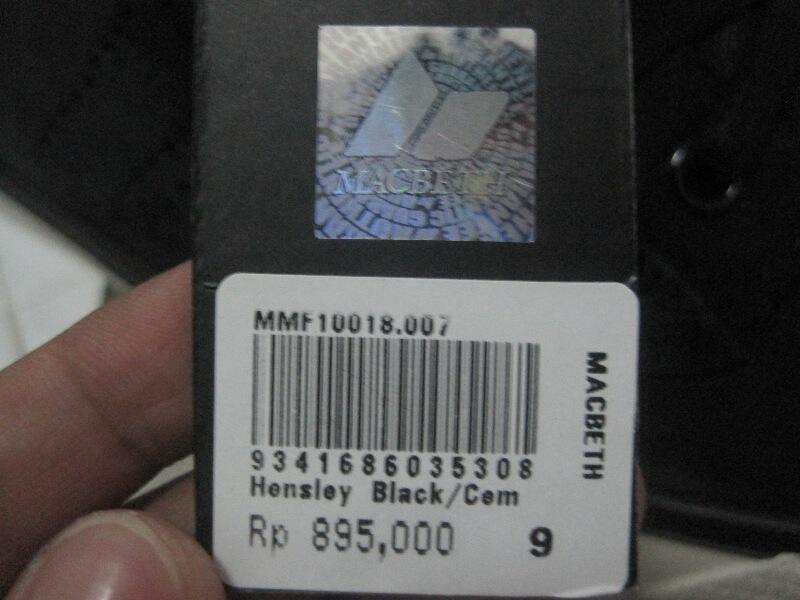 MACBETH
MMF10018.007
9341686035308
Hensley Black/Cem
Rp 895,000 9
MACBETH